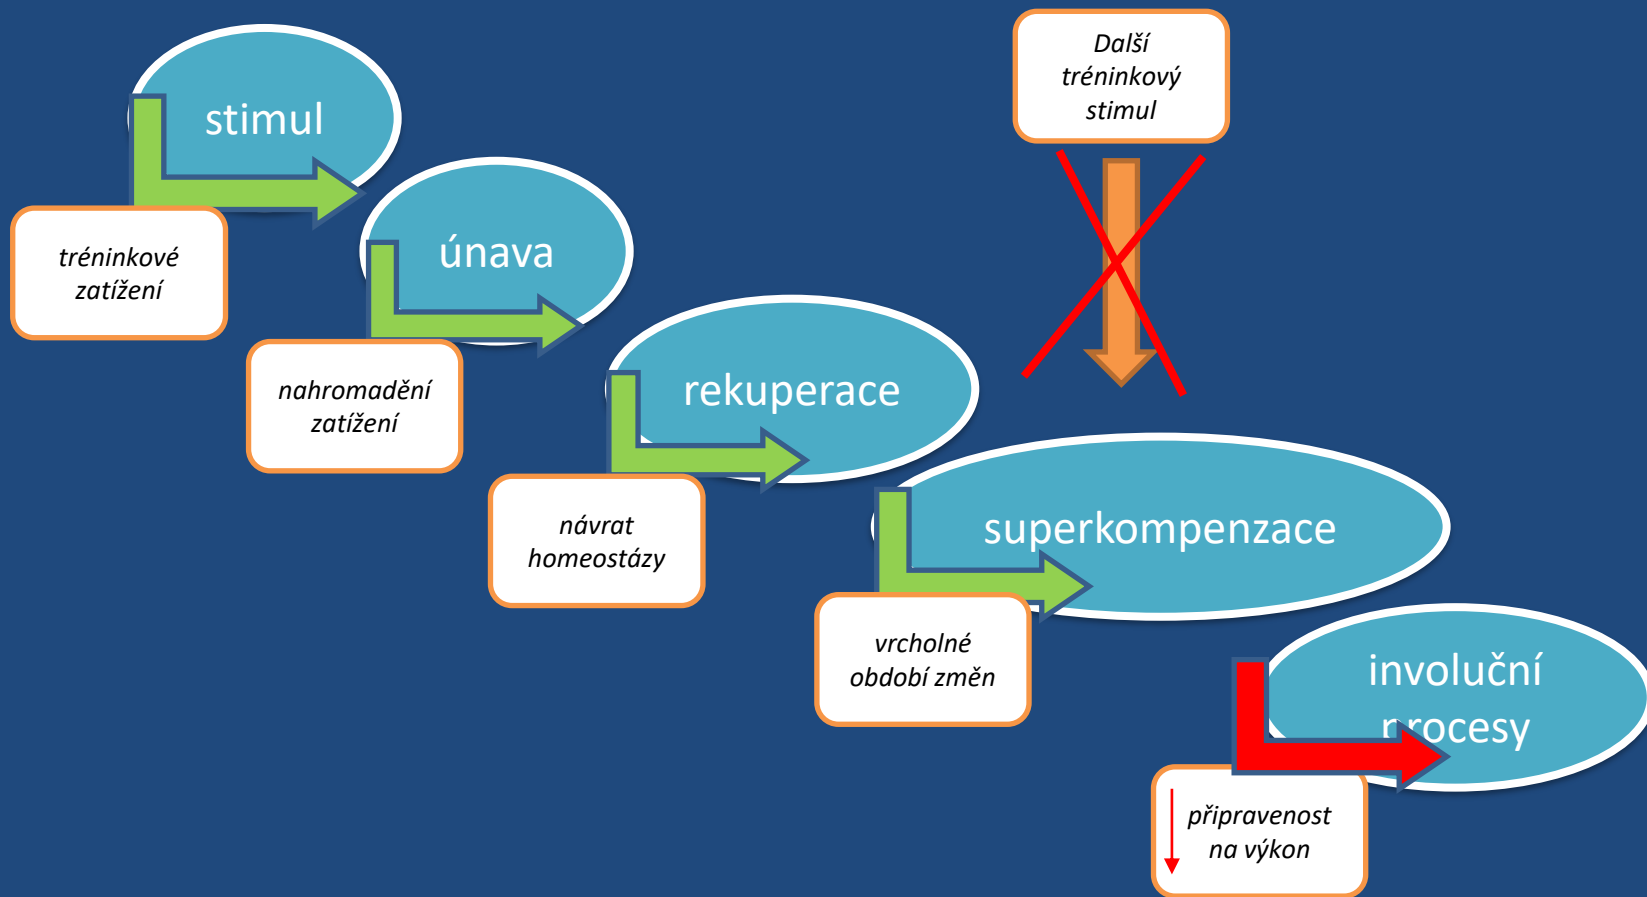 stimul
tréninkové
zatížení
únava
nahromadění
zatížení
rekuperace
návrat
homeostázy
Další
tréninkový
stimul
superkompenzace
vrcholné
období změn
involuční
procesy
připravenost
na výkon